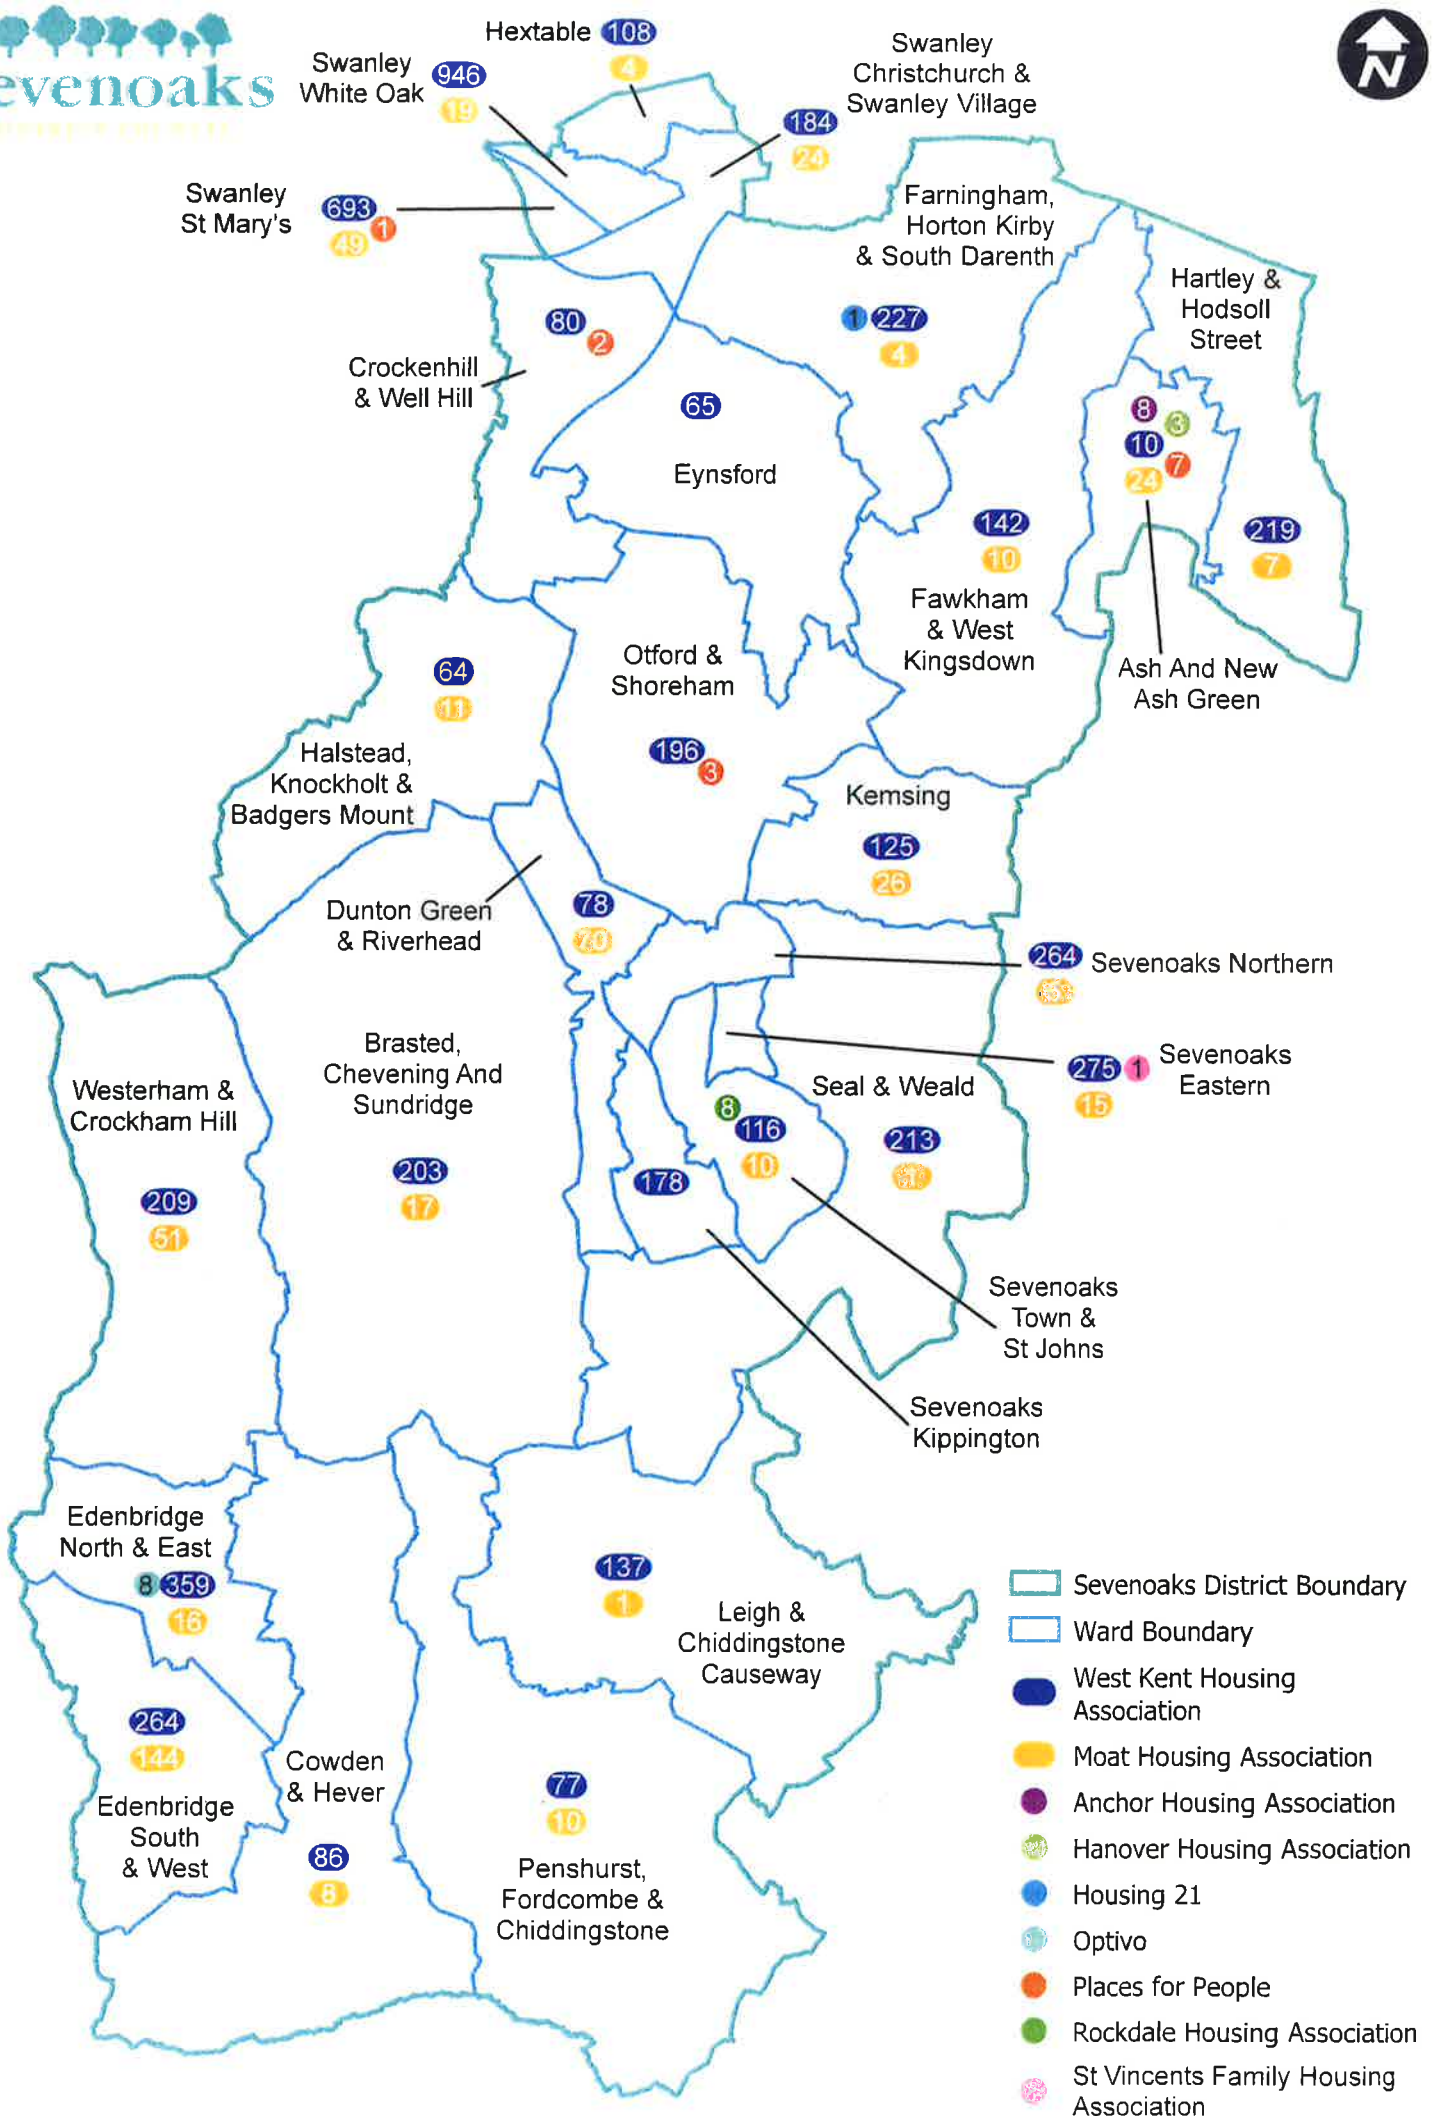 evenoaks
Hextable 108
4
Swanley
White Oak
946
19
Swanley
Christchurch &
Swanley Village
184
24
Swanley
St Mary's
693
1
49
Farningham,
Horton Kirby
& South Darenth
1 227
4
Hartley &
Hodsoll
Street
219
7
80
2
Crockenhill
& Well Hill
65
Eynsford
8
3
10
7
24
Ash And New
Ash Green
142
10
Fawkham
& West
Kingsdown
Otford &
Shoreham
196
3
64
11
Halstead,
Knockholt &
Badgers Mount
Kemsing
125
26
Dunton Green
& Riverhead
78
70
264 Sevenoaks Northern
275 1 Sevenoaks
Eastern
15
Brasted,
Chevening And
Sundridge
203
17
Westerham &
Crockham Hill
209
51
Seal & Weald
213
8
116
10
178
Sevenoaks
Town &
St Johns
Sevenoaks
Kippington
Edenbridge
North & East
8 359
16
137
1
Leigh &
Chiddingstone
Causeway
264
144
Edenbridge
South
& West
Cowden
& Hever
86
8
77
10
Penshurst,
Fordcombe &
Chiddingstone
N
Sevenoaks District Boundary
Ward Boundary
West Kent Housing
Association
Moat Housing Association
Anchor Housing Association
Hanover Housing Association
Housing 21
Optivo
Places for People
Rockdale Housing Association
St Vincents Family Housing
Association